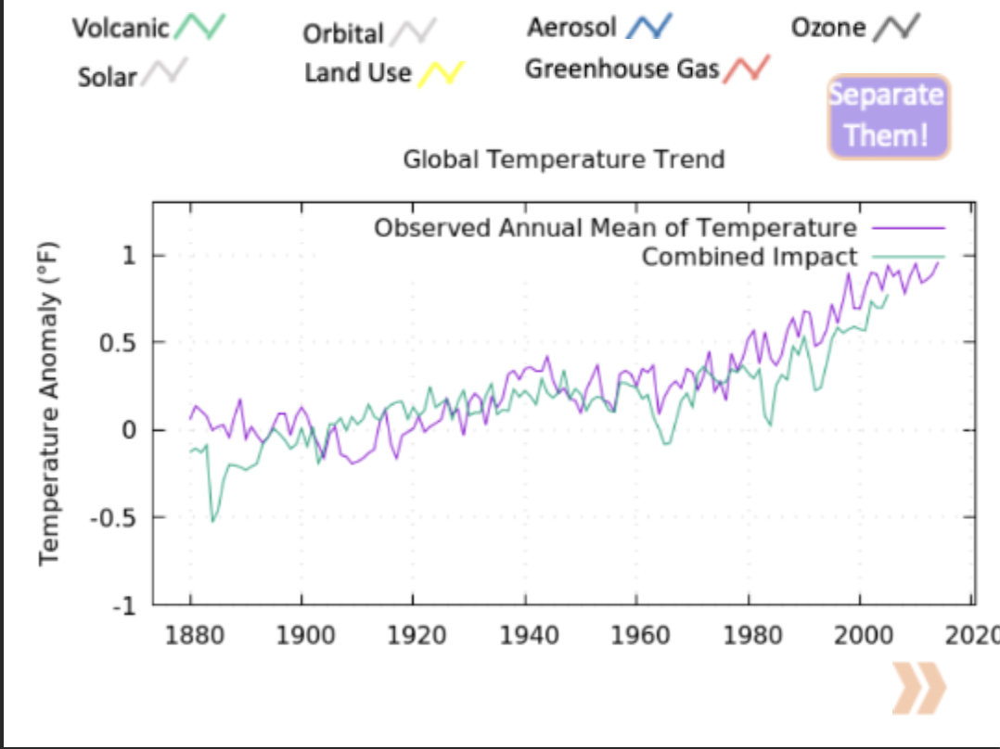 Volcanic
Orbital
Aerosol
Ozone
Solar
Land Use
Greenhouse Gas
Separate
Them!
Global Temperature Trend
Observed Annual Mean of Temperature
Combined Impact
Temperature Anomaly (°F)
1
0.5
0
-0.5
-1
1880 1900 1920 1940 1960 1980 2000 2020